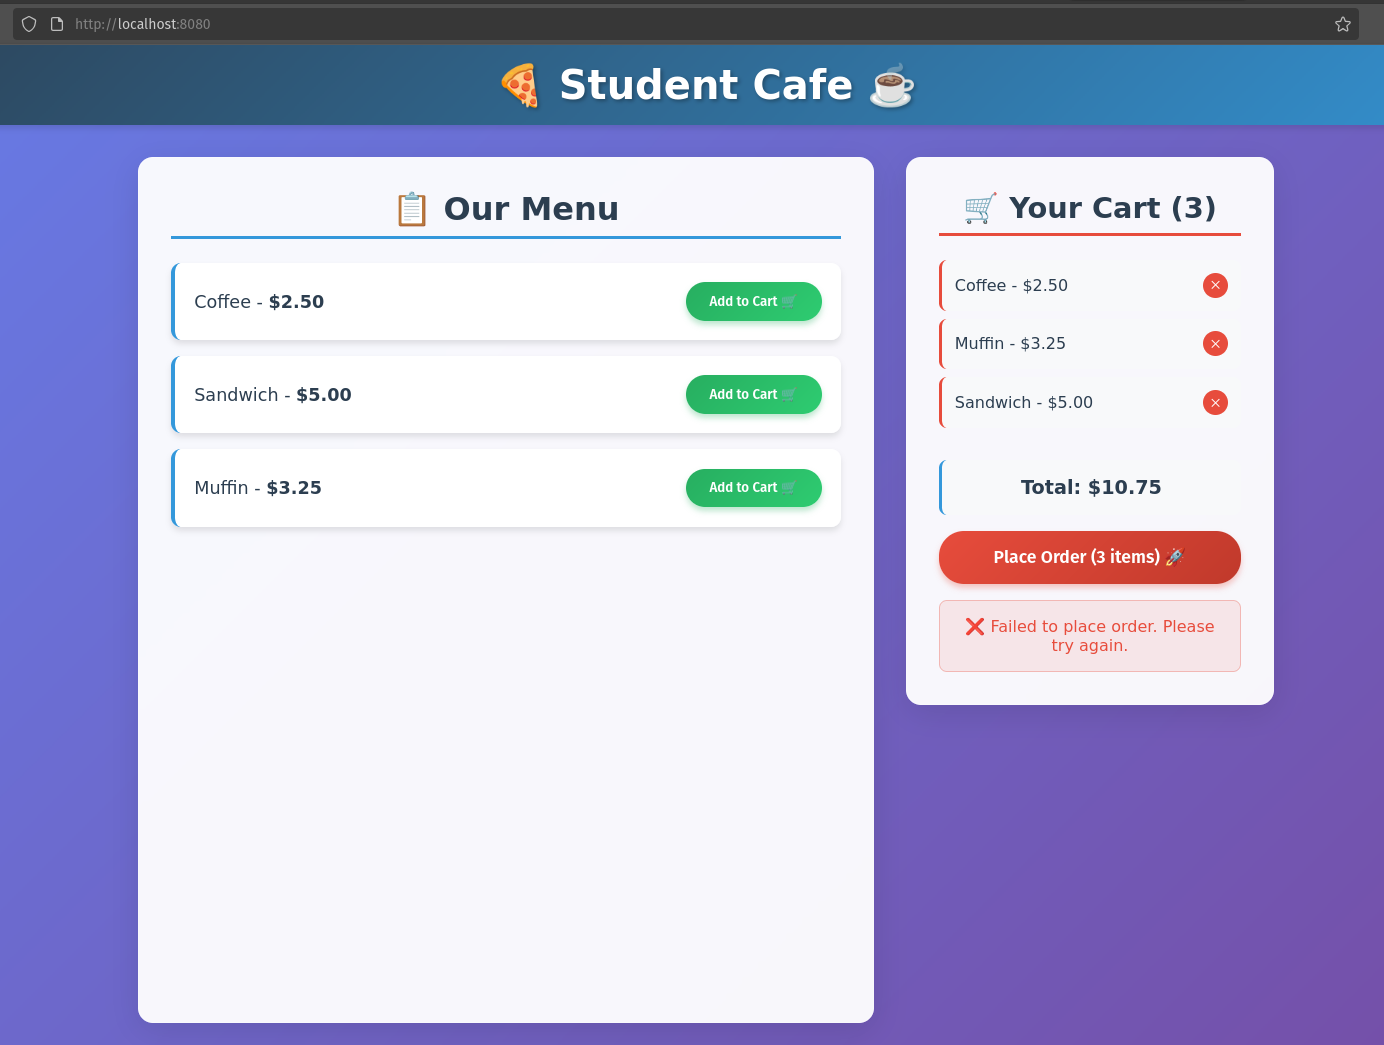 http://localhost:8080
🍕 Student Cafe ☕
📋 Our Menu
Coffee - $2.50
Add to Cart 🛒
Sandwich - $5.00
Add to Cart 🛒
Muffin - $3.25
Add to Cart 🛒
🛒 Your Cart (3)
Coffee - $2.50
Muffin - $3.25
Sandwich - $5.00
Total: $10.75
Place Order (3 items) 🚀
❌ Failed to place order. Please
try again.